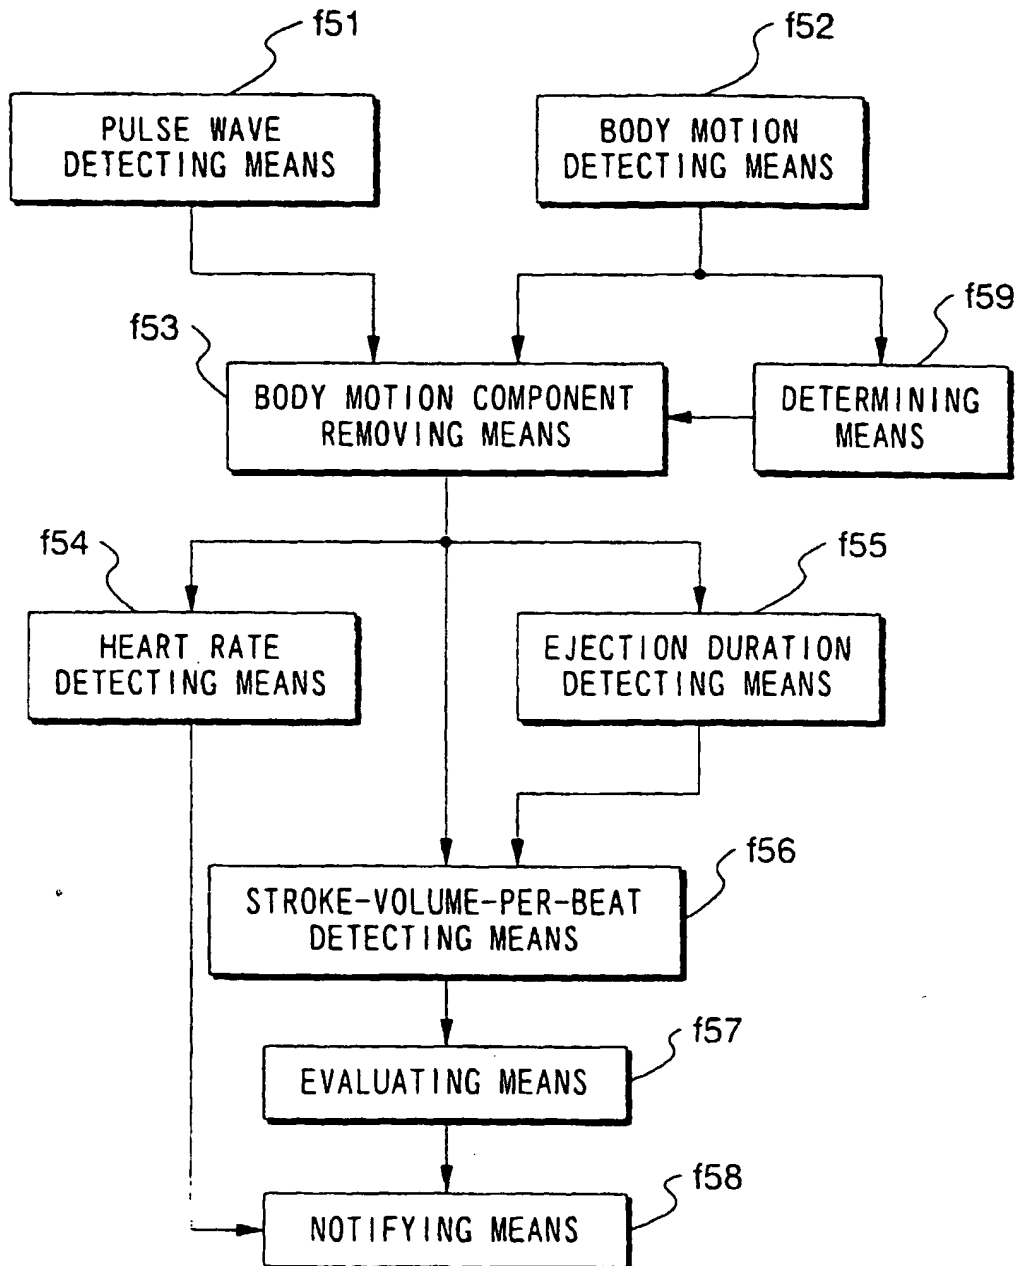 f51
f52
PULSE WAVE
DETECTING MEANS
BODY MOTION
DETECTING MEANS
f53
f59
BODY MOTION COMPONENT
REMOVING MEANS
DETERMINING
MEANS
f54
f55
HEART RATE
DETECTING MEANS
EJECTION DURATION
DETECTING MEANS
f56
STROKE-VOLUME-PER-BEAT
DETECTING MEANS
f57
EVALUATING MEANS
f58
NOTIFYING MEANS